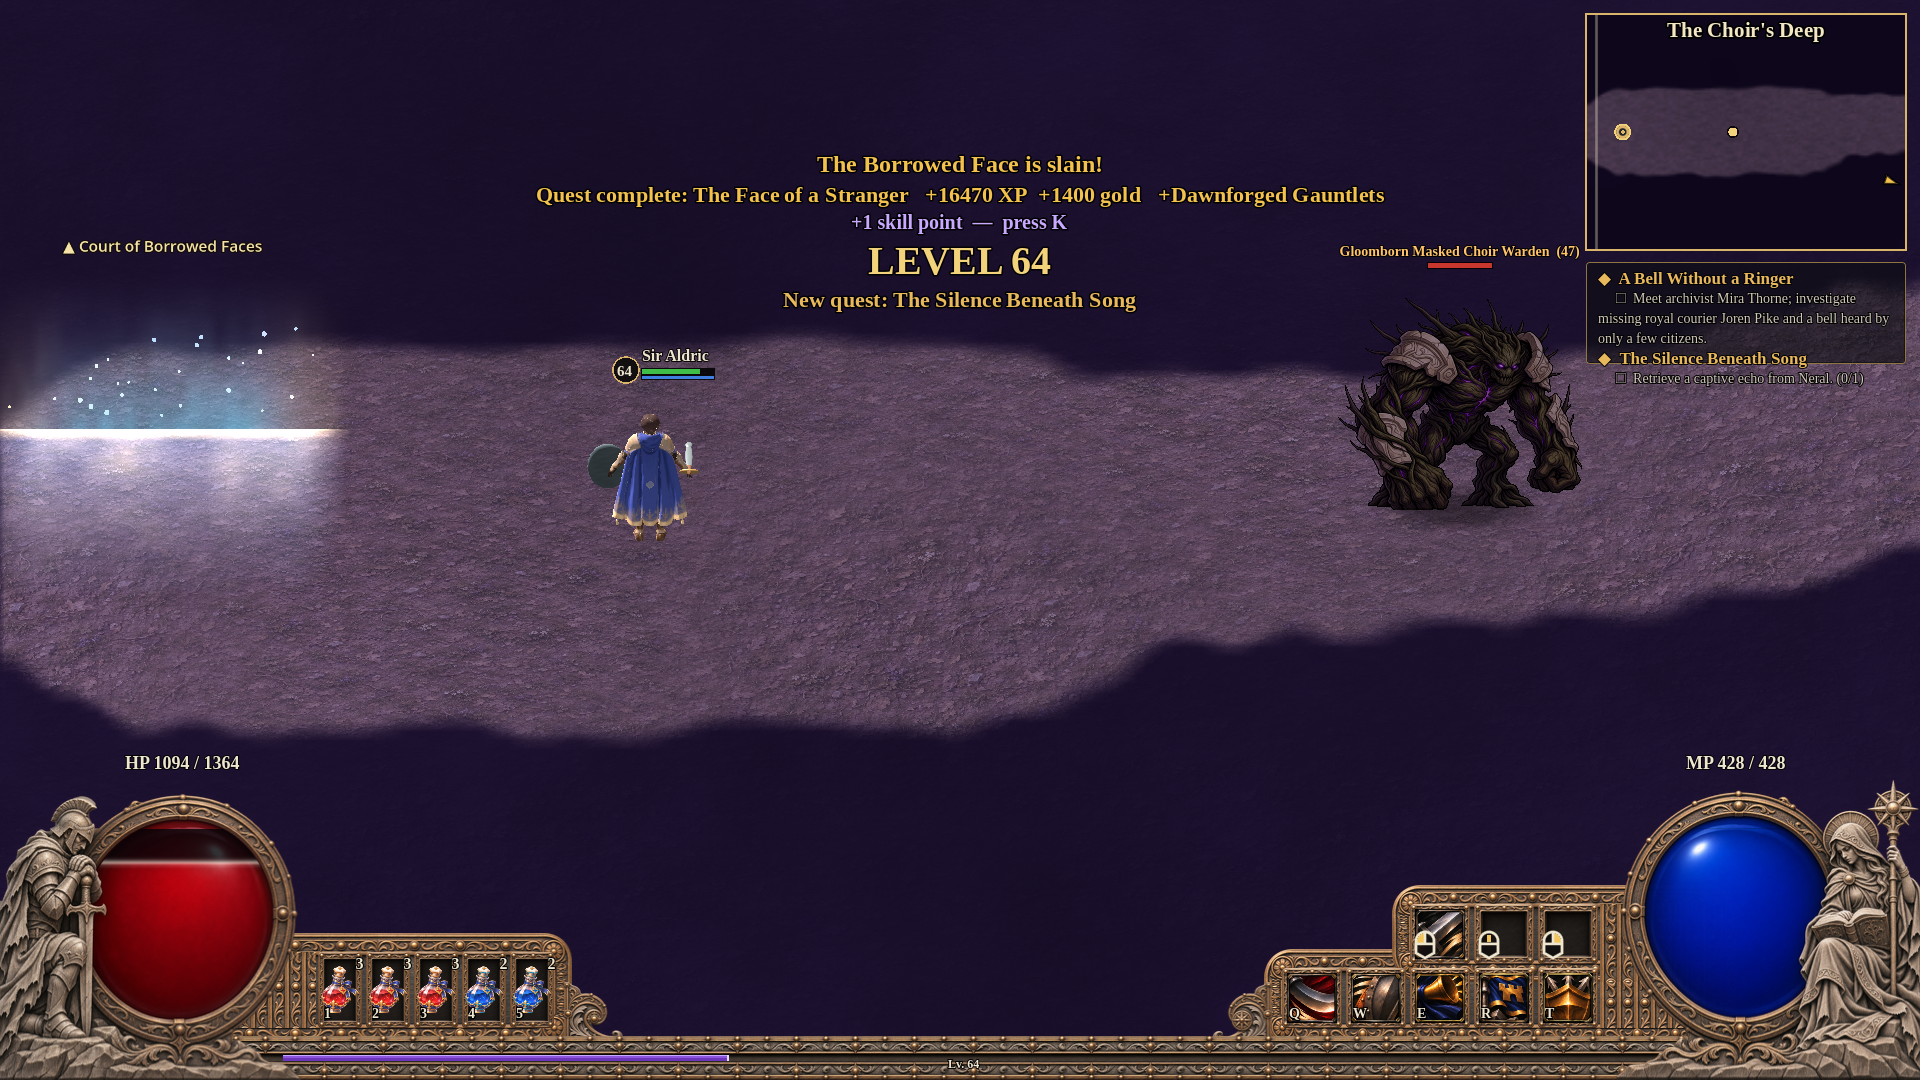 The Choir's Deep
The Borrowed Face is slain!
Quest complete: The Face of a Stranger +16470 XP +1400 gold +Dawnforged Gauntlets
+1 skill point — press K
LEVEL 64
New quest: The Silence Beneath Song
▲ Court of Borrowed Faces
Gloomborn Masked Choir Warden (47)
◆ A Bell Without a Ringer
☐ Meet archivist Mira Thorne; investigate
missing royal courier Joren Pike and a bell heard by
only a few citizens.
◆ The Silence Beneath Song
☐ Retrieve a captive echo from Neral. (0/1)
Sir Aldric
64
HP 1094 / 1364
MP 428 / 428
3 3 3 2 2
1 2 3 4 5
Q W E R T
Lv. 64